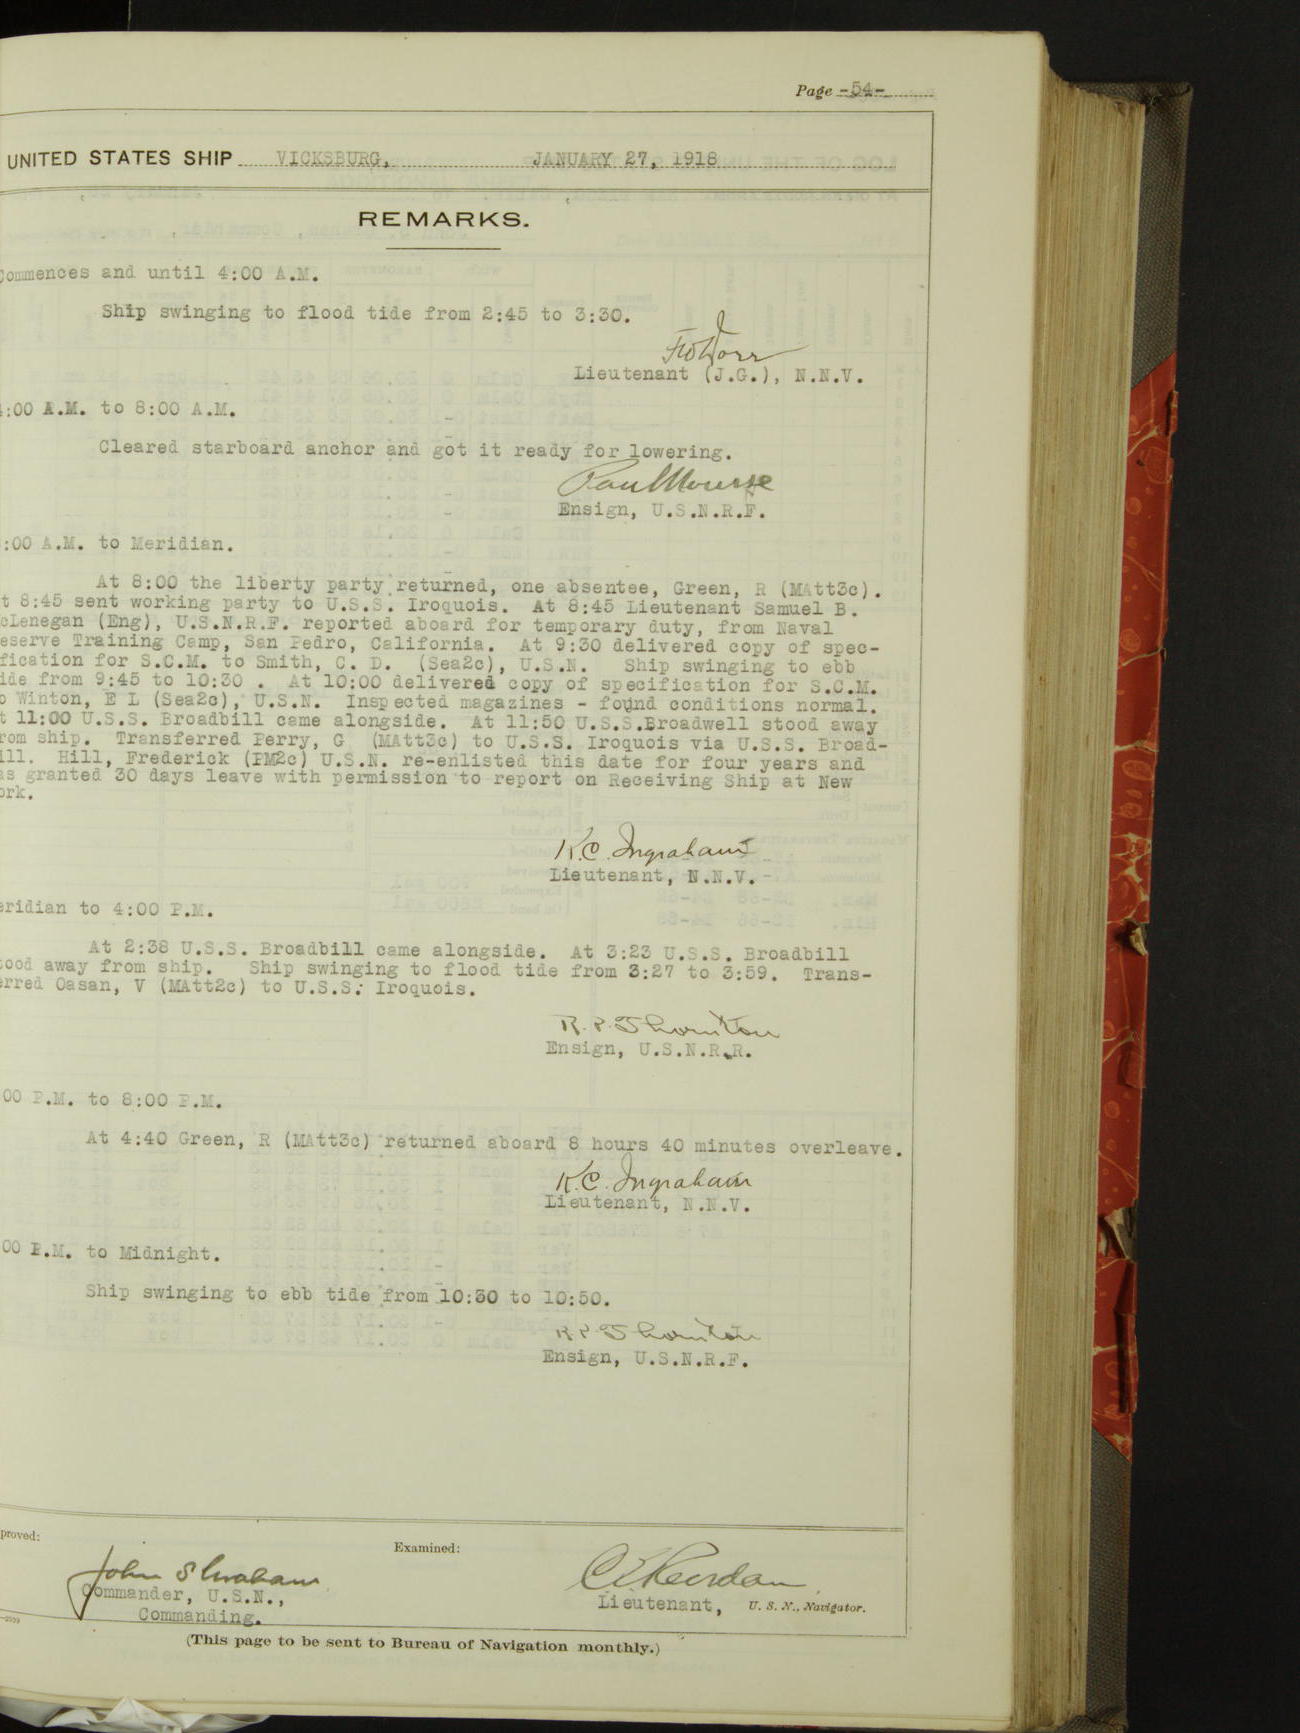 Page -54-
UNITED STATES SHIP VICKSBURG, JANUARY 27, 1918
REMARKS.
Commences and until 4:00 A.M.
Ship swinging to flood tide from 2:45 to 3:30.
Lieutenant (J.G.), N.N.V.
4:00 A.M. to 8:00 A.M.
Cleared starboard anchor and got it ready for lowering.
Ensign, U.S.N.R.F.
:00 A.M. to Meridian.
At 8:00 the liberty party returned, one absentee, Green, R (MAtt3c).
t 8:45 sent working party to U.S.S. Iroquois. At 8:45 Lieutenant Samuel B.
cLenegan (Eng), U.S.N.R.F. reported aboard for temporary duty, from Naval
eserve Training Camp, San Pedro, California. At 9:30 delivered copy of spec-
fication for S.C.M. to Smith, C. D. (Sea2c), U.S.N. Ship swinging to ebb
ide from 9:45 to 10:30 . At 10:00 delivered copy of specification for S.C.M.
o Winton, E L (Sea2c), U.S.N. Inspected magazines - found conditions normal.
t 11:00 U.S.S. Broadbill came alongside. At 11:50 U.S.S.Broadwell stood away
rom ship. Transferred Perry, G (MAtt3c) to U.S.S. Iroquois via U.S.S. Broad-
ill. Hill, Frederick (PM2c) U.S.N. re-enlisted this date for four years and
as granted 30 days leave with permission to report on Receiving Ship at New
ork.
K.C. Ingraham
Lieutenant, N.N.V.
eridian to 4:00 P.M.
At 2:38 U.S.S. Broadbill came alongside. At 3:23 U.S.S. Broadbill
tood away from ship. Ship swinging to flood tide from 3:27 to 3:59. Trans-
erred Oasan, V (MAtt2c) to U.S.S. Iroquois.
R.P. Thornton
Ensign, U.S.N.R.R.
00 P.M. to 8:00 P.M.
At 4:40 Green, R (MAtt3c) returned aboard 8 hours 40 minutes overleave.
K.C. Ingraham
Lieutenant, N.N.V.
00 P.M. to Midnight.
Ship swinging to ebb tide from 10:30 to 10:50.
R P Thornton
Ensign, U.S.N.R.F.
proved:
Examined:
John S Graham
Commander, U.S.N.,
Commanding.
Lieutenant, U. S. N., Navigator.
(This page to be sent to Bureau of Navigation monthly.)